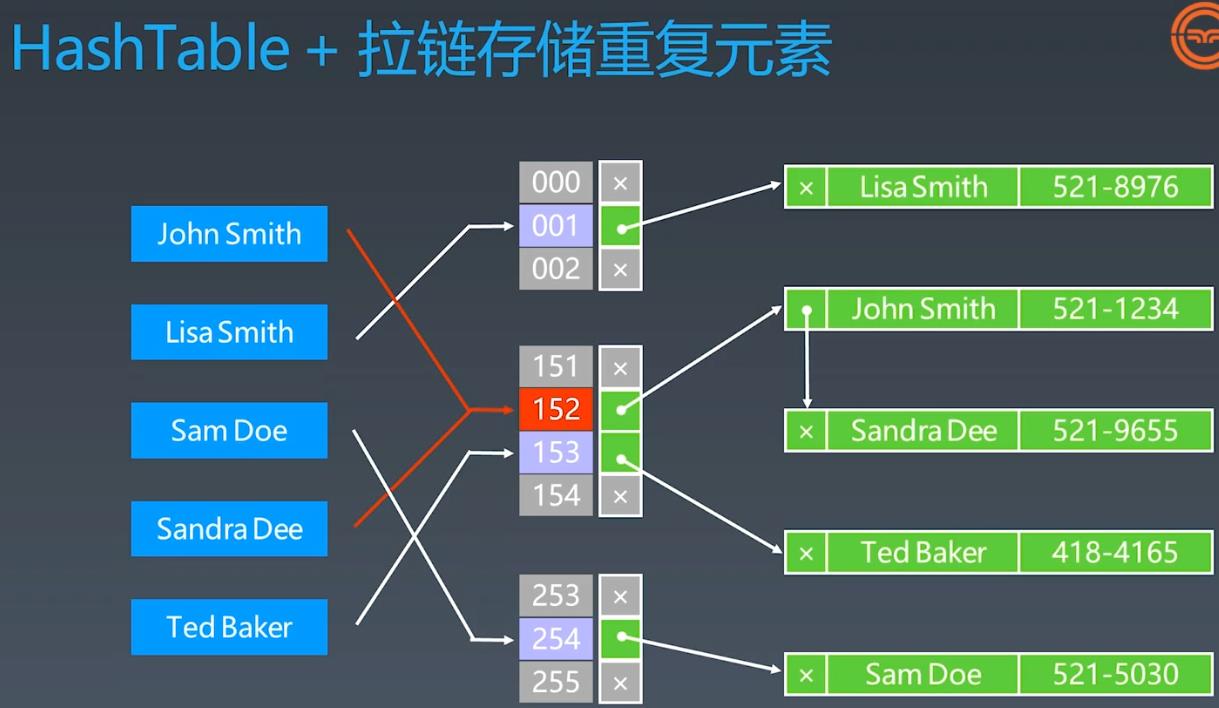 HashTable + 拉链存储重复元素
John Smith
Lisa Smith
Sam Doe
Sandra Dee
Ted Baker
000 ×
001
002 ×
151 ×
152
153
154 ×
253 ×
254
255 ×
× Lisa Smith 521-8976
John Smith 521-1234
× Sandra Dee 521-9655
× Ted Baker 418-4165
× Sam Doe 521-5030